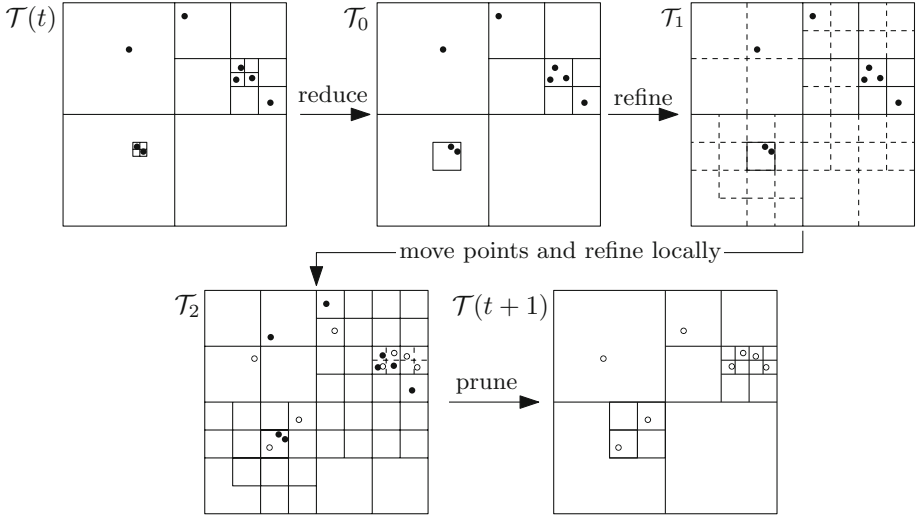 𝒯(t)
𝒯₀
𝒯₁
reduce
refine
move points and refine locally
𝒯₂
𝒯(t + 1)
prune